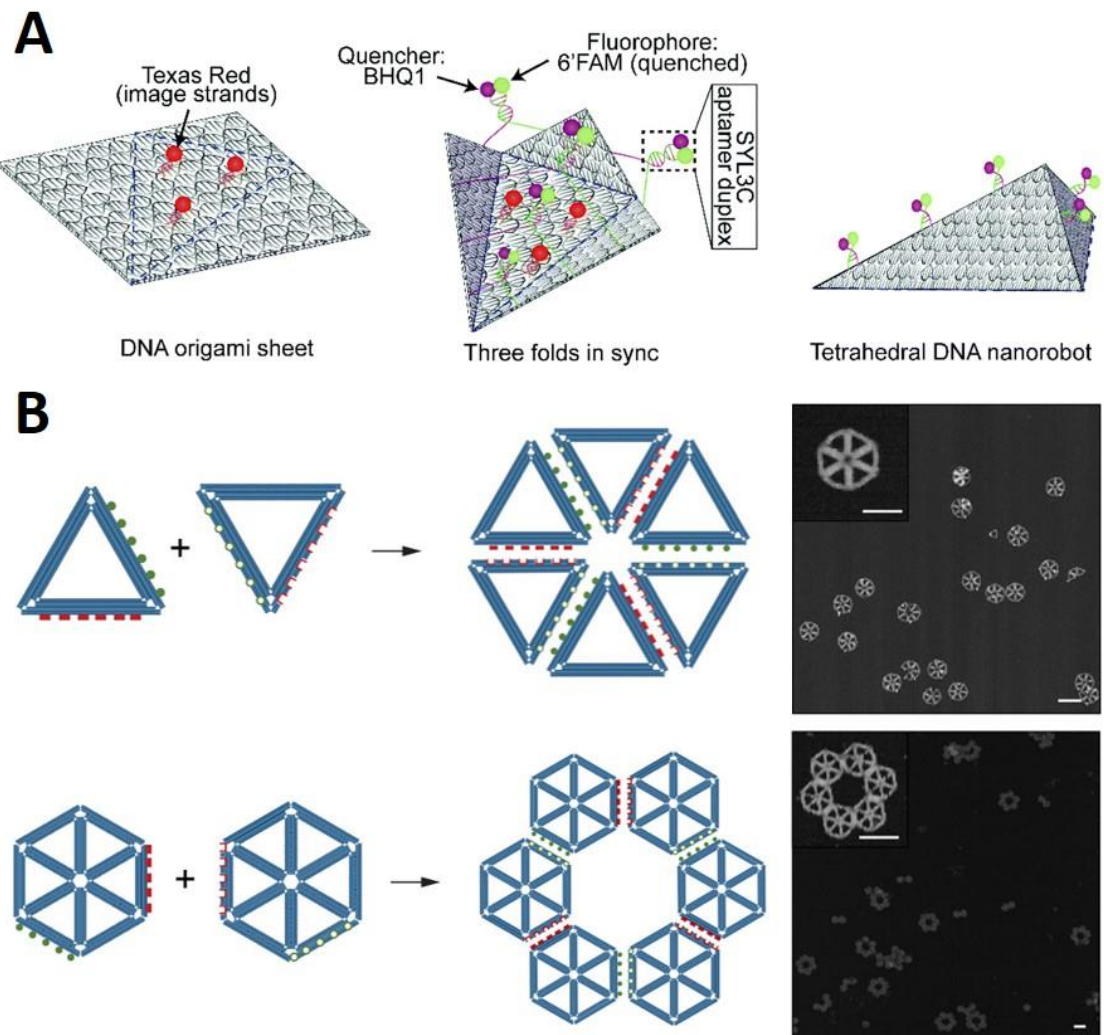 A
Texas Red
(image strands)
Quencher:
BHQ1
Fluorophore:
6'FAM (quenched)
SYL3C
aptamer duplex
DNA origami sheet
Three folds in sync
Tetrahedral DNA nanorobot
B
+
+